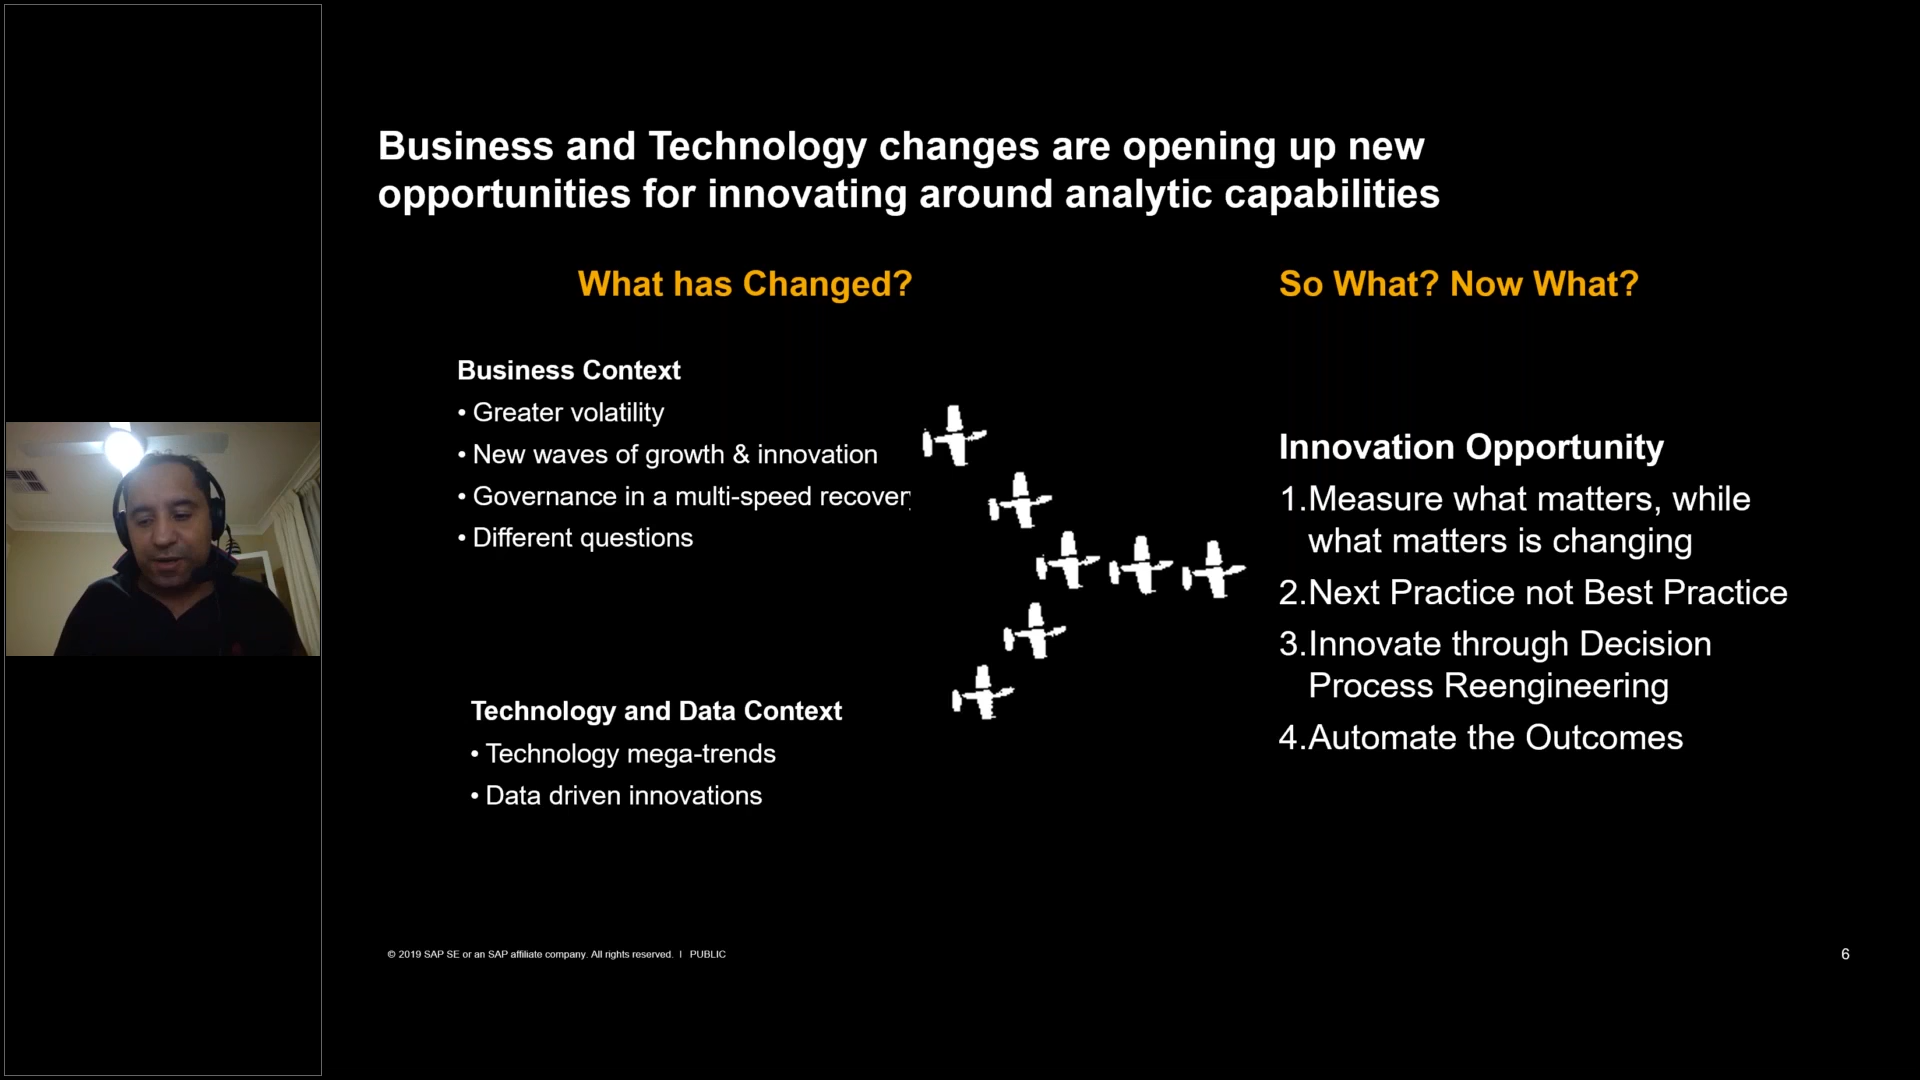 Business and Technology changes are opening up new
opportunities for innovating around analytic capabilities
What has Changed?
Business Context
• Greater volatility
• New waves of growth & innovation
• Governance in a multi-speed recover
• Different questions
Technology and Data Context
• Technology mega-trends
• Data driven innovations
So What? Now What?
Innovation Opportunity
1.Measure what matters, while
what matters is changing
2.Next Practice not Best Practice
3.Innovate through Decision
Process Reengineering
4.Automate the Outcomes
© 2019 SAP SE or an SAP affiliate company. All rights reserved. I PUBLIC
6